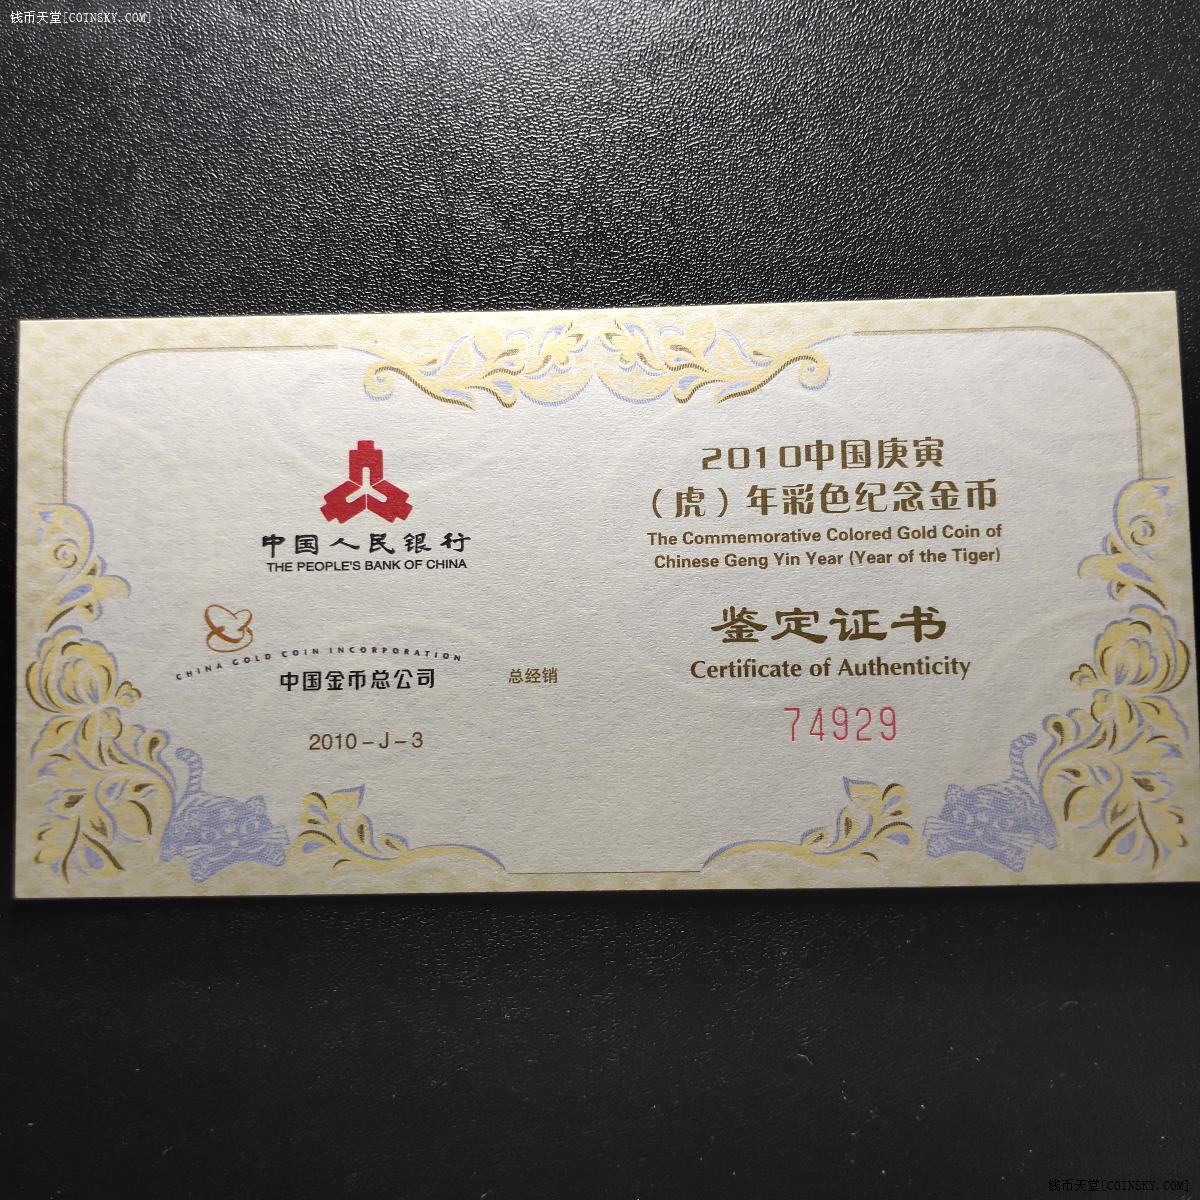 钱币天堂[COINSKY.COM]
中国人民银行
THE PEOPLE'S BANK OF CHINA
CHINA GOLD COIN INCORPORATION
中国金币总公司
总经销
2010-J-3
2010中国庚寅
（虎）年彩色纪念金币
The Commemorative Colored Gold Coin of
Chinese Geng Yin Year (Year of the Tiger)
鉴定证书
Certificate of Authenticity
74929
钱币天堂[COINSKY.COM]